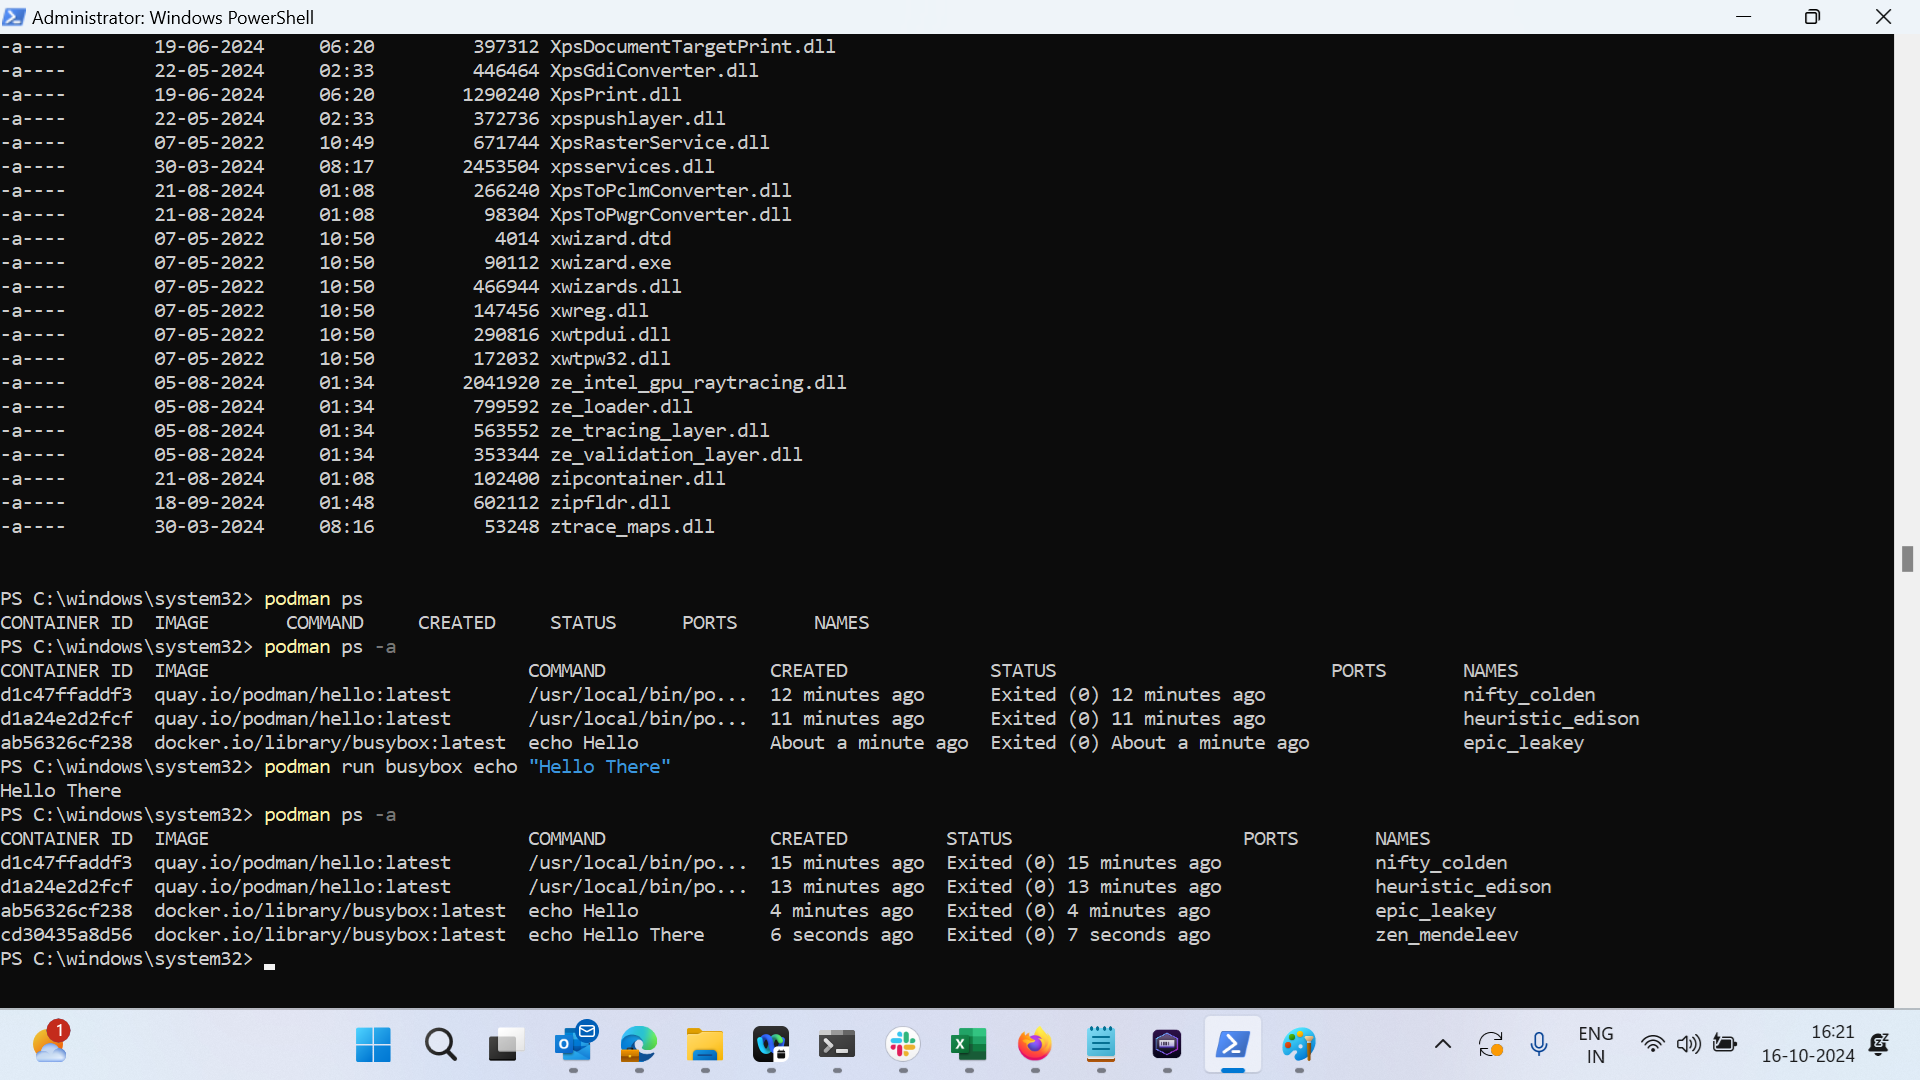 Administrator: Windows PowerShell
-a---- 19-06-2024 06:20 397312 XpsDocumentTargetPrint.dll
-a---- 22-05-2024 02:33 446464 XpsGdiConverter.dll
-a---- 19-06-2024 06:20 1290240 XpsPrint.dll
-a---- 22-05-2024 02:33 372736 xpspushlayer.dll
-a---- 07-05-2022 10:49 671744 XpsRasterService.dll
-a---- 30-03-2024 08:17 2453504 xpsservices.dll
-a---- 21-08-2024 01:08 266240 XpsToPclmConverter.dll
-a---- 21-08-2024 01:08 98304 XpsToPwgrConverter.dll
-a---- 07-05-2022 10:50 4014 xwizard.dtd
-a---- 07-05-2022 10:50 90112 xwizard.exe
-a---- 07-05-2022 10:50 466944 xwizards.dll
-a---- 07-05-2022 10:50 147456 xwreg.dll
-a---- 07-05-2022 10:50 290816 xwtpdui.dll
-a---- 07-05-2022 10:50 172032 xwtpw32.dll
-a---- 05-08-2024 01:34 2041920 ze_intel_gpu_raytracing.dll
-a---- 05-08-2024 01:34 799592 ze_loader.dll
-a---- 05-08-2024 01:34 563552 ze_tracing_layer.dll
-a---- 05-08-2024 01:34 353344 ze_validation_layer.dll
-a---- 21-08-2024 01:08 102400 zipcontainer.dll
-a---- 18-09-2024 01:48 602112 zipfldr.dll
-a---- 30-03-2024 08:16 53248 ztrace_maps.dll
PS C:\windows\system32> podman ps
CONTAINER ID IMAGE COMMAND CREATED STATUS PORTS NAMES
PS C:\windows\system32> podman ps -a
CONTAINER ID IMAGE COMMAND CREATED STATUS PORTS NAMES
d1c47ffaddf3 quay.io/podman/hello:latest /usr/local/bin/po... 12 minutes ago Exited (0) 12 minutes ago nifty_colden
d1a24e2d2fcf quay.io/podman/hello:latest /usr/local/bin/po... 11 minutes ago Exited (0) 11 minutes ago heuristic_edison
ab56326cf238 docker.io/library/busybox:latest echo Hello About a minute ago Exited (0) About a minute ago epic_leakey
PS C:\windows\system32> podman run busybox echo "Hello There"
Hello There
PS C:\windows\system32> podman ps -a
CONTAINER ID IMAGE COMMAND CREATED STATUS PORTS NAMES
d1c47ffaddf3 quay.io/podman/hello:latest /usr/local/bin/po... 15 minutes ago Exited (0) 15 minutes ago nifty_colden
d1a24e2d2fcf quay.io/podman/hello:latest /usr/local/bin/po... 13 minutes ago Exited (0) 13 minutes ago heuristic_edison
ab56326cf238 docker.io/library/busybox:latest echo Hello 4 minutes ago Exited (0) 4 minutes ago epic_leakey
cd30435a8d56 docker.io/library/busybox:latest echo Hello There 6 seconds ago Exited (0) 7 seconds ago zen_mendeleev
PS C:\windows\system32>
1
ENG 16:21
IN 16-10-2024